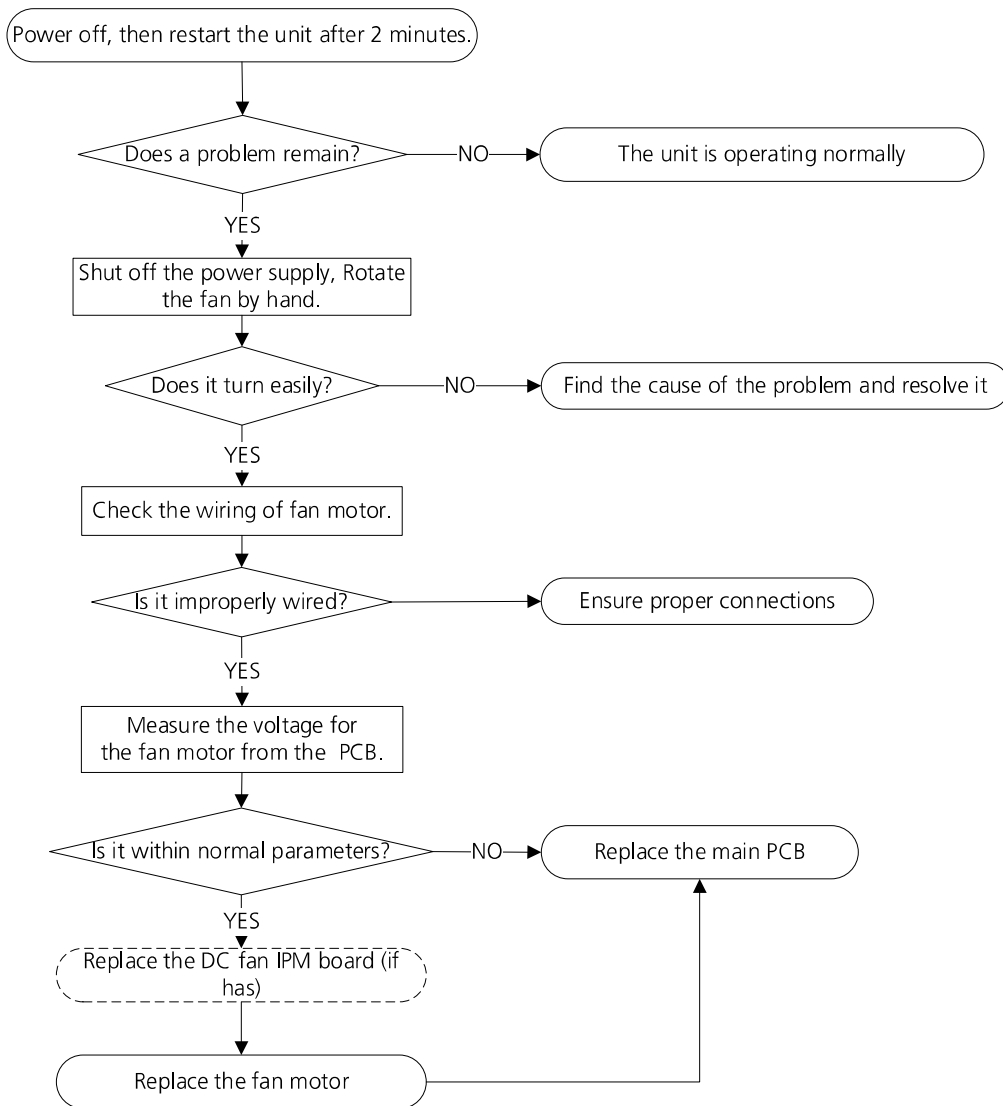 Power off, then restart the unit after 2 minutes.
Does a problem remain?
NO
The unit is operating normally
YES
Shut off the power supply, Rotate
the fan by hand.
Does it turn easily?
NO
Find the cause of the problem and resolve it
YES
Check the wiring of fan motor.
Is it improperly wired?
Ensure proper connections
YES
Measure the voltage for
the fan motor from the PCB.
Is it within normal parameters?
NO
Replace the main PCB
YES
Replace the DC fan IPM board (if
has)
Replace the fan motor